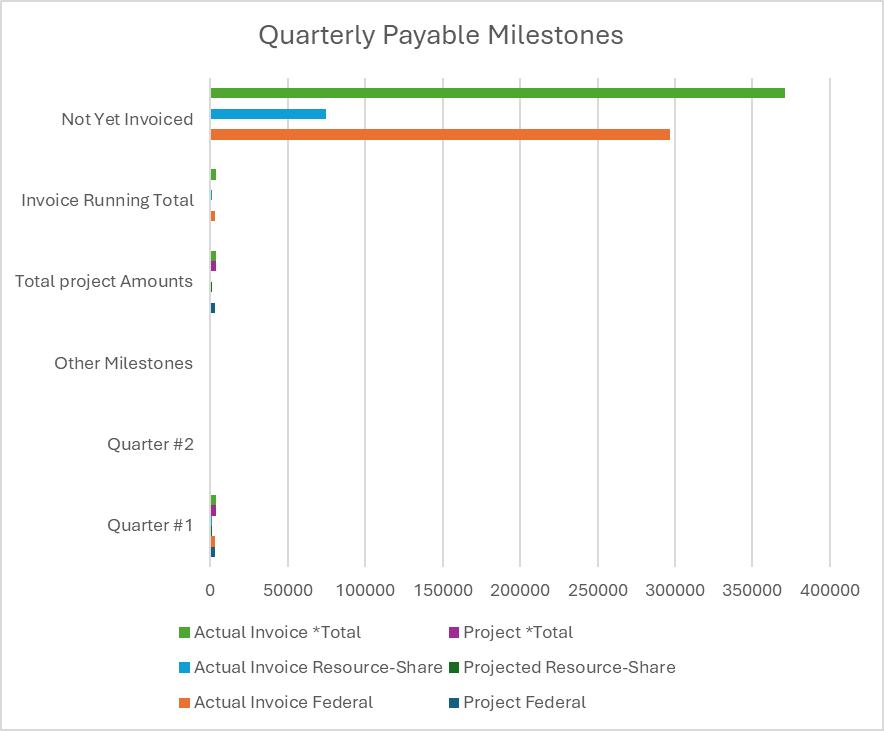 Quarterly Payable Milestones
Not Yet Invoiced
Invoice Running Total
Total project Amounts
Other Milestones
Quarter #2
Quarter #1
0 50000 100000 150000 200000 250000 300000 350000 400000
Actual Invoice *Total Project *Total
Actual Invoice Resource-Share Projected Resource-Share
Actual Invoice Federal Project Federal